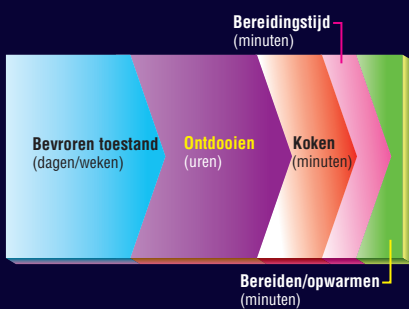 Bereidingstijd
(minuten)
Bevroren toestand
(dagen/weken)
Ontdooien
(uren)
Koken
(minuten)
Bereiden/opwarmen
(minuten)